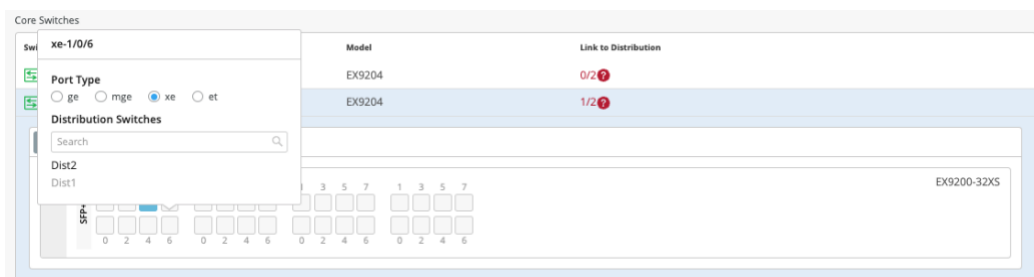 Core Switches
xe-1/0/6
Model
Link to Distribution
EX9204
0/2?
Port Type
ge mge xe et
EX9204
1/2?
Distribution Switches
Search
Dist2
Dist1
EX9200-32XS
3 5 7 1 3 5 7
0 2 4 6 0 2 4 6 0 2 4 6 0 2 4 6